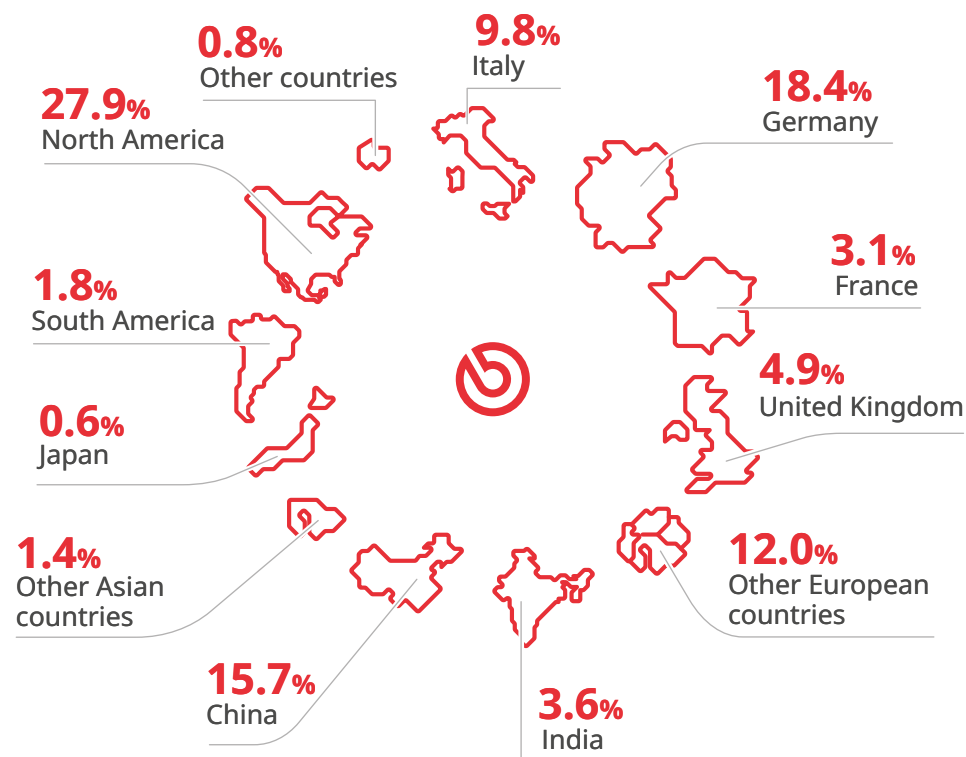 0.8%
Other countries
9.8%
Italy
27.9%
North America
18.4%
Germany
3.1%
France
1.8%
South America
4.9%
United Kingdom
0.6%
Japan
12.0%
Other European
countries
1.4%
Other Asian
countries
15.7%
China
3.6%
India